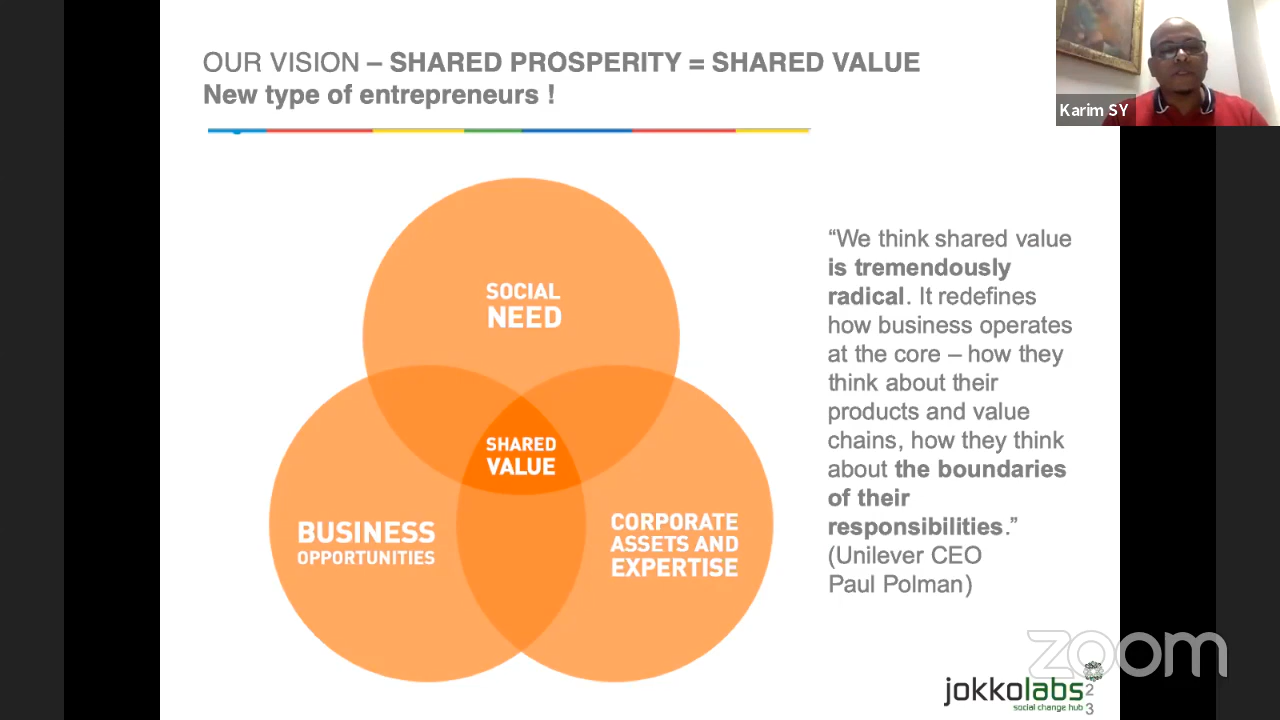 OUR VISION – SHARED PROSPERITY = SHARED VALUE
New type of entrepreneurs !
Karim SY
SOCIAL
NEED
SHARED
VALUE
BUSINESS
OPPORTUNITIES
CORPORATE
ASSETS AND
EXPERTISE
“We think shared value
is tremendously
radical. It redefines
how business operates
at the core – how they
think about their
products and value
chains, how they think
about the boundaries
of their
responsibilities.”
(Unilever CEO
Paul Polman)
zoom
jokkolabs
social change hub
2
3